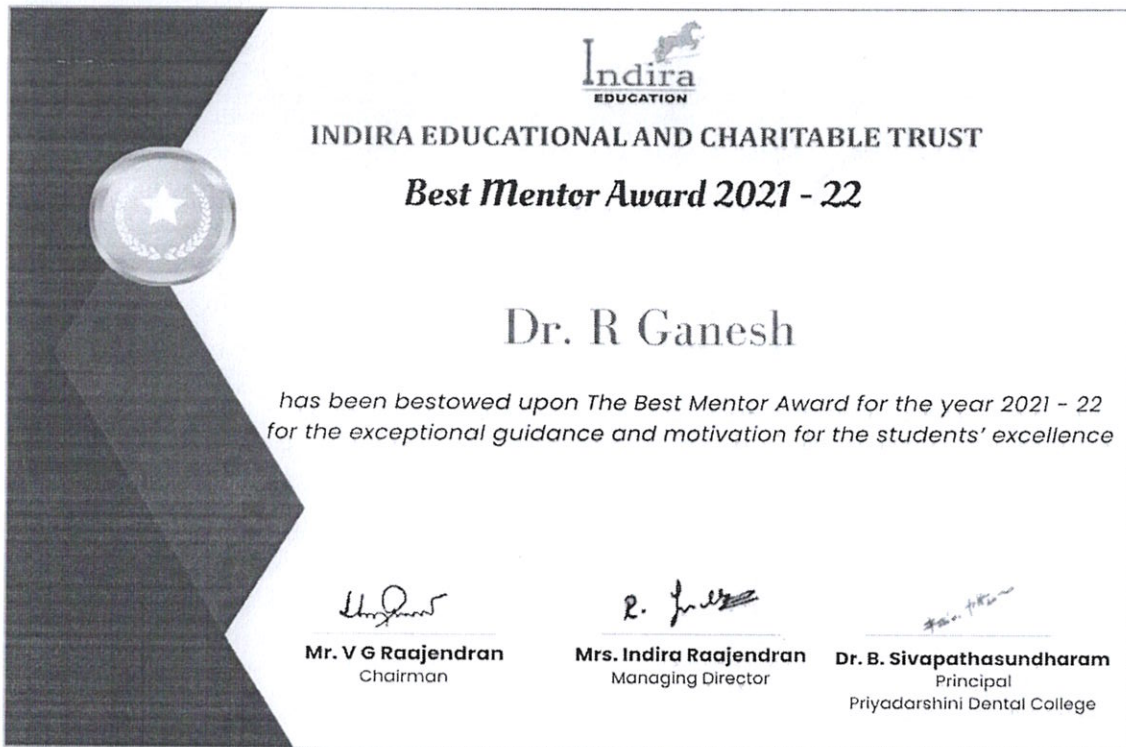 Indira
EDUCATION
INDIRA EDUCATIONAL AND CHARITABLE TRUST
Best Mentor Award 2021 - 22
Dr. R Ganesh
has been bestowed upon The Best Mentor Award for the year 2021 - 22
for the exceptional guidance and motivation for the students' excellence
R.
Mr. V G Raajendran
Chairman
Mrs. Indira Raajendran
Managing Director
Dr. B. Sivapathasundharam
Principal
Priyadarshini Dental College